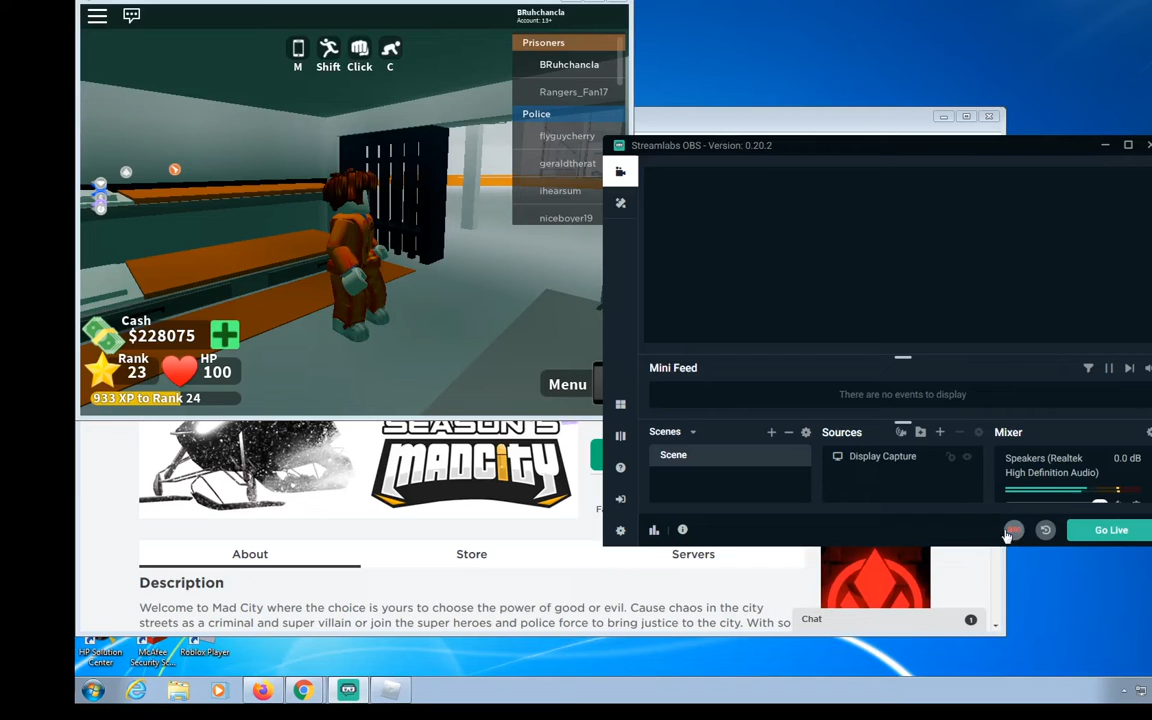 BRuhchancla
Account: 13+
M
Shift
Click
C
Prisoners
BRuhchancla
Rangers_Fan17
Police
flyguycherry
geraldtherat
ihearsum
niceboyer19
Cash
$228075
Rank
23
HP
100
933 XP to Rank 24
Menu
Streamlabs OBS - Version: 0.20.2
Mini Feed
There are no events to display
Scenes
Scene
Sources
Display Capture
Mixer
Speakers (Realtek
High Definition Audio)
0.0 dB
REC
Go Live
SEASON 5
MADCITY
About
Store
Servers
Description
Welcome to Mad City where the choice is yours to choose the power of good or evil. Cause chaos in the city
streets as a criminal and super villain or join the super heroes and police force to bring justice to the city. With so
Chat
1
HP Solution
Center
McAfee
Security Sc...
Roblox Player